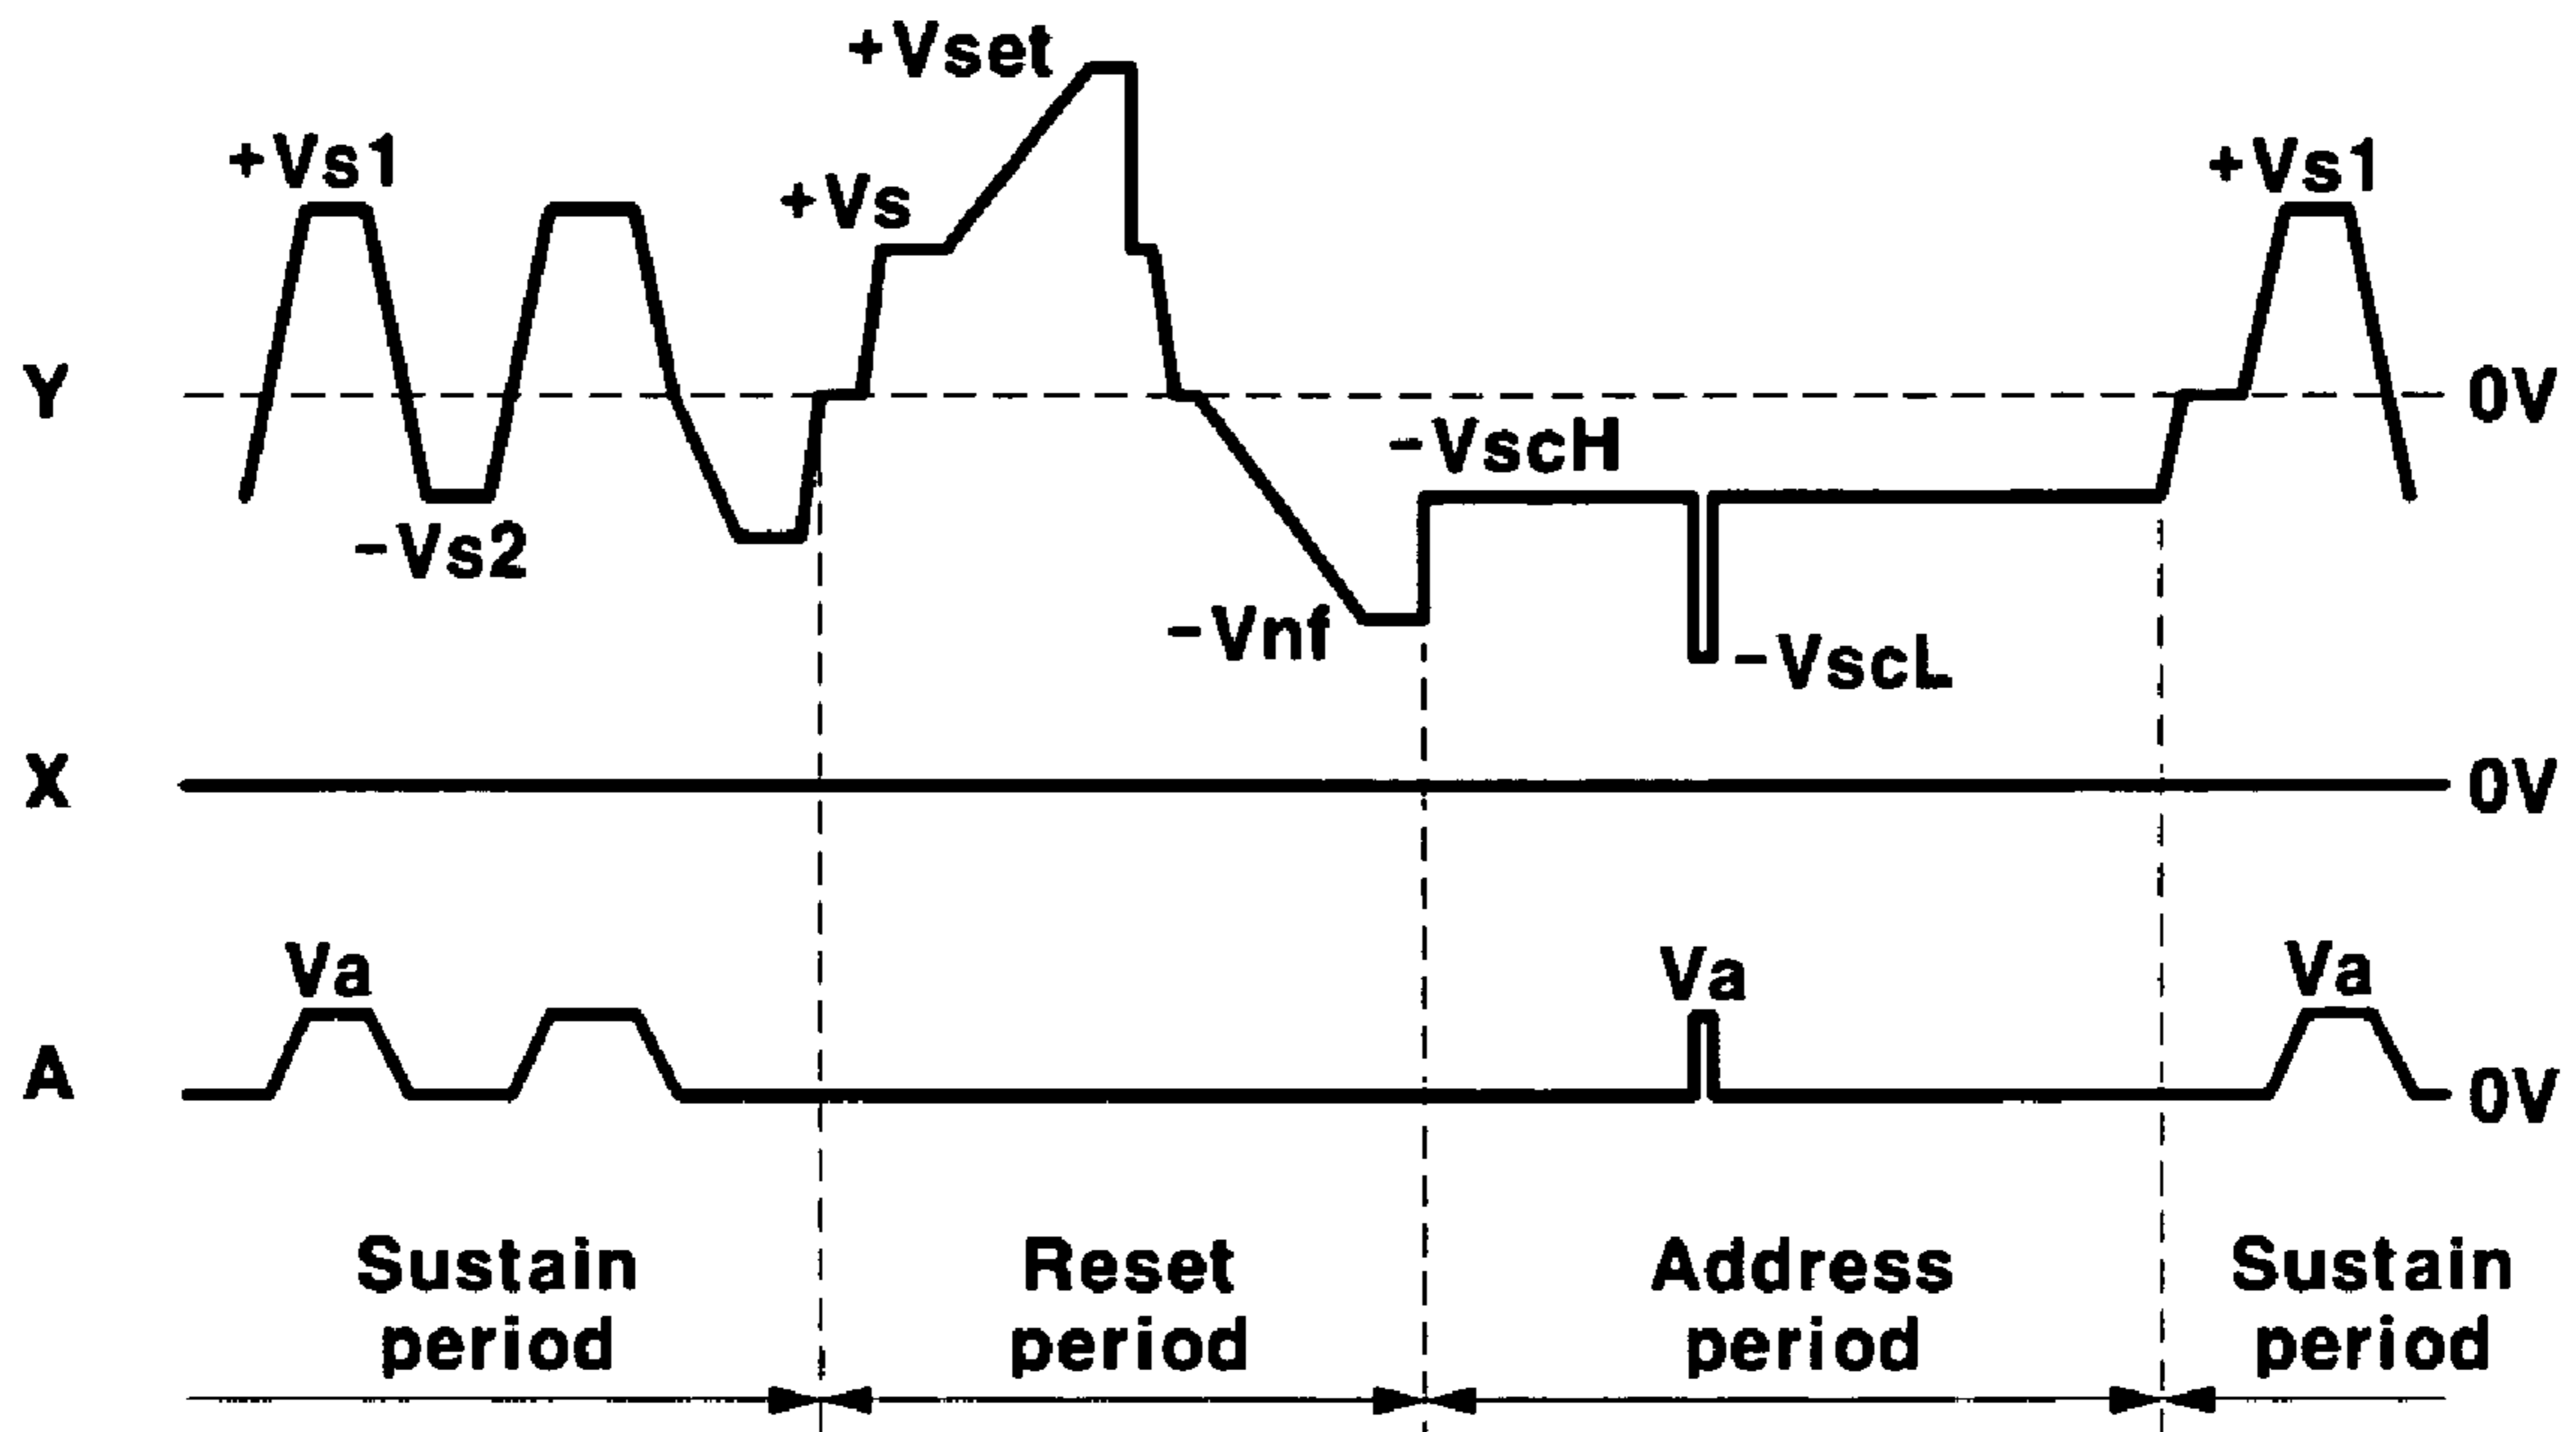 +Vset
+Vs1
+Vs
+Vs1
Y
0V
-VscH
-Vs2
-Vnf
-VscL
X
0V
Va
Va
Va
A
0V
Sustain
period
Reset
period
Address
period
Sustain
period